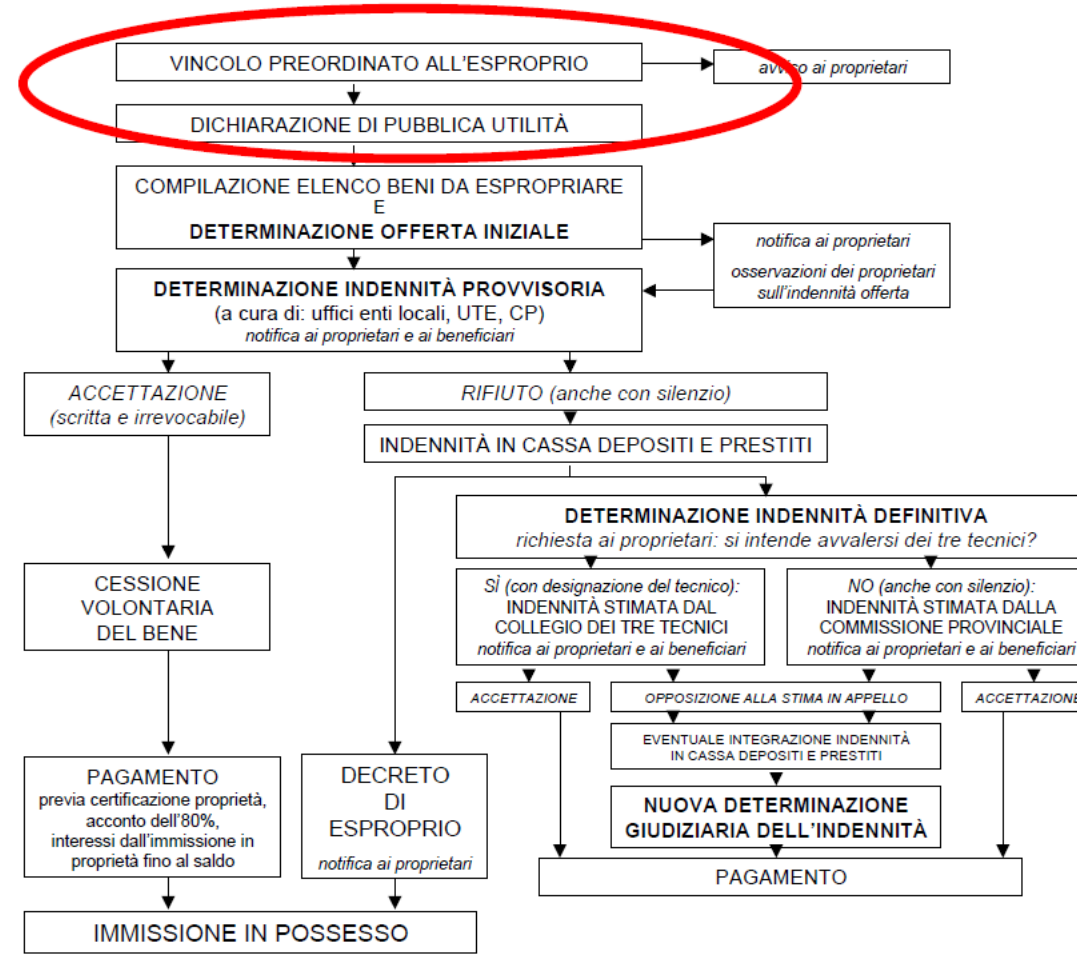 VINCOLO PREORDINATO ALL'ESPROPRIO
avviso ai proprietari
DICHIARAZIONE DI PUBBLICA UTILITÀ
COMPILAZIONE ELENCO BENI DA ESPROPRIARE
E
DETERMINAZIONE OFFERTA INIZIALE
notifica ai proprietari
osservazioni dei proprietari
sull'indennità offerta
DETERMINAZIONE INDENNITÀ PROVVISORIA
(a cura di: uffici enti locali, UTE, CP)
notifica ai proprietari e ai beneficiari
ACCETTAZIONE
(scritta e irrevocabile)
RIFIUTO (anche con silenzio)
INDENNITÀ IN CASSA DEPOSITI E PRESTITI
DETERMINAZIONE INDENNITÀ DEFINITIVA
richiesta ai proprietari: si intende avvalersi dei tre tecnici?
CESSIONE
VOLONTARIA
DEL BENE
SÌ (con designazione del tecnico):
INDENNITÀ STIMATA DAL
COLLEGIO DEI TRE TECNICI
notifica ai proprietari e ai beneficiari
NO (anche con silenzio):
INDENNITÀ STIMATA DALLA
COMMISSIONE PROVINCIALE
notifica ai proprietari e ai beneficiari
ACCETTAZIONE
OPPOSIZIONE ALLA STIMA IN APPELLO
ACCETTAZIONE
EVENTUALE INTEGRAZIONE INDENNITÀ
IN CASSA DEPOSITI E PRESTITI
PAGAMENTO
previa certificazione proprietà,
acconto dell'80%,
interessi dall'immissione in
proprietà fino al saldo
DECRETO
DI
ESPROPRIO
notifica ai proprietari
NUOVA DETERMINAZIONE
GIUDIZIARIA DELL'INDENNITÀ
PAGAMENTO
IMMISSIONE IN POSSESSO